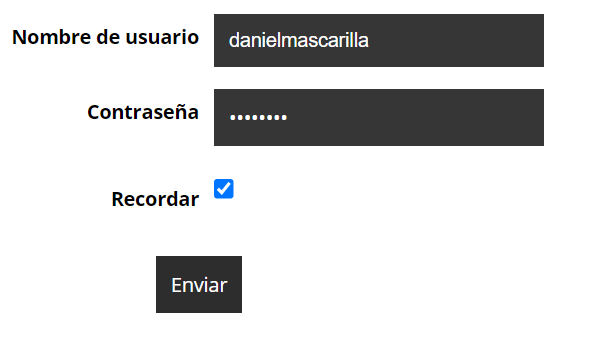 Nombre de usuario danielmascarilla
Contraseña ••••••••
Recordar
Enviar